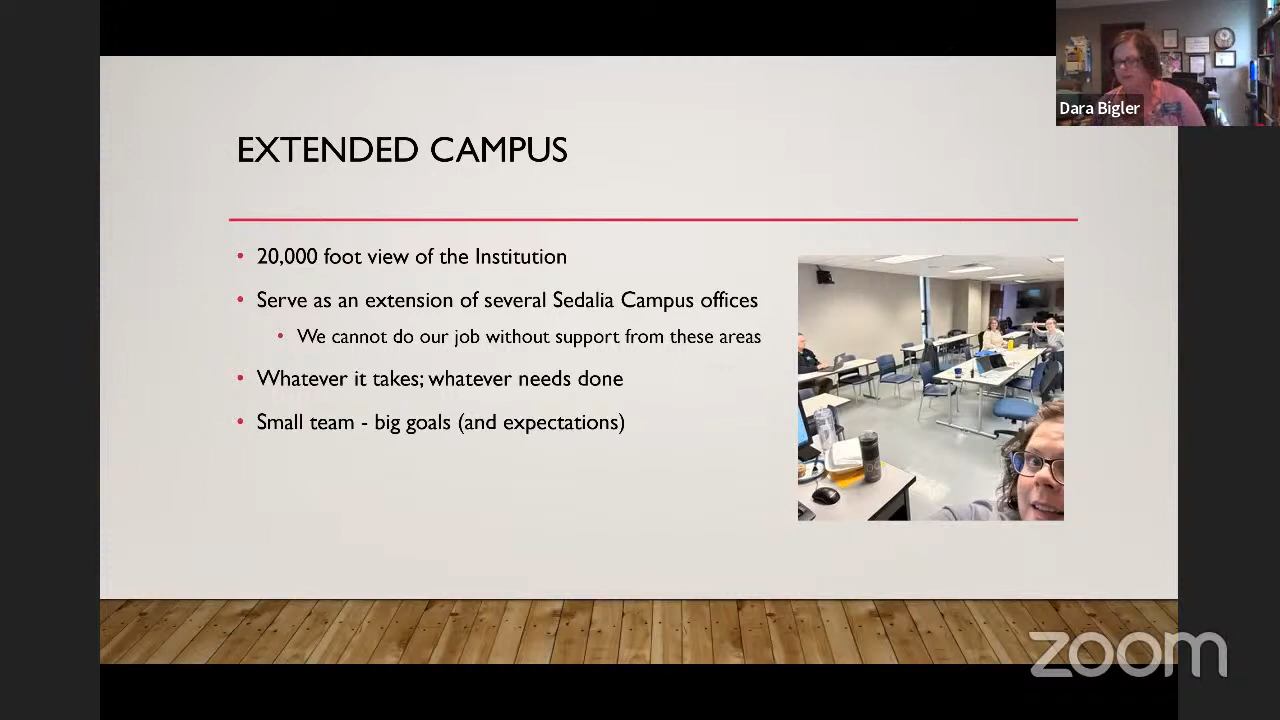 Dara Bigler
EXTENDED CAMPUS
• 20,000 foot view of the Institution
• Serve as an extension of several Sedalia Campus offices
• We cannot do our job without support from these areas
• Whatever it takes; whatever needs done
• Small team - big goals (and expectations)
zoom